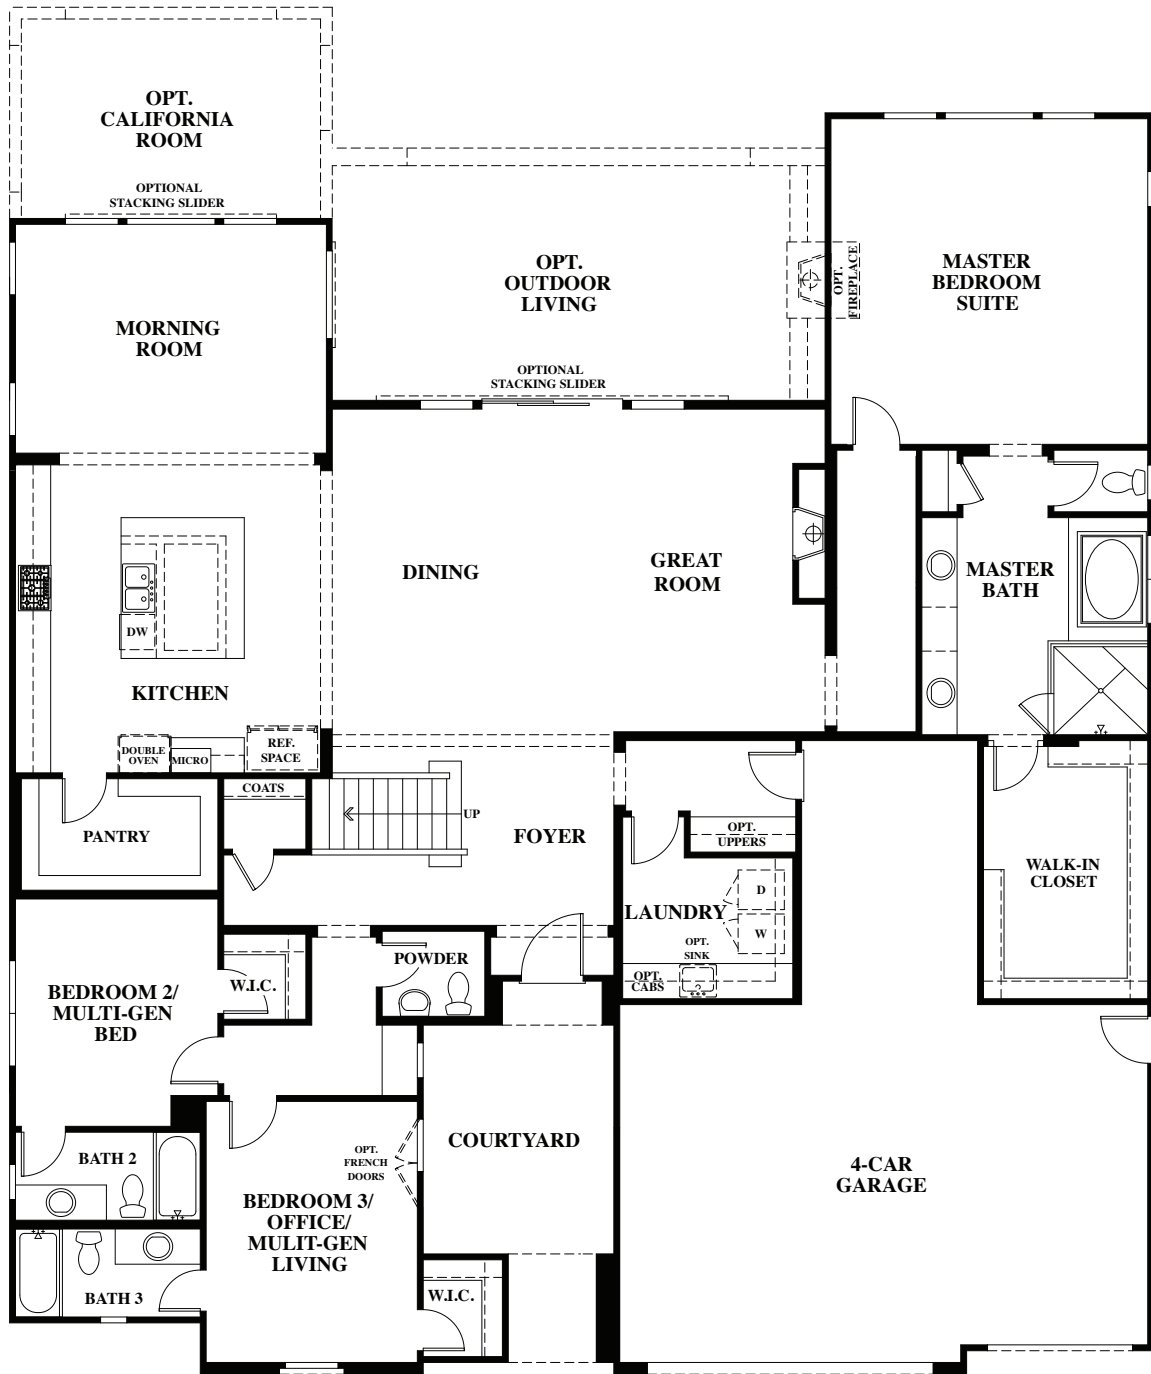 OPT.
CALIFORNIA
ROOM
OPTIONAL
STACKING SLIDER
MORNING
ROOM
OPT.
OUTDOOR
LIVING
OPT.
FIREPLACE
MASTER
BEDROOM
SUITE
OPTIONAL
STACKING SLIDER
DINING
GREAT
ROOM
MASTER
BATH
DW
KITCHEN
DOUBLE
OVEN
MICRO
REF.
SPACE
COATS
PANTRY
UP
FOYER
OPT.
UPPERS
WALK-IN
CLOSET
D
LAUNDRY
W
OPT.
SINK
OPT.
CABS
POWDER
W.I.C.
BEDROOM 2/
MULTI-GEN
BED
COURTYARD
OPT.
FRENCH
DOORS
BATH 2
4-CAR
GARAGE
BEDROOM 3/
OFFICE/
MULIT-GEN
LIVING
BATH 3
W.I.C.